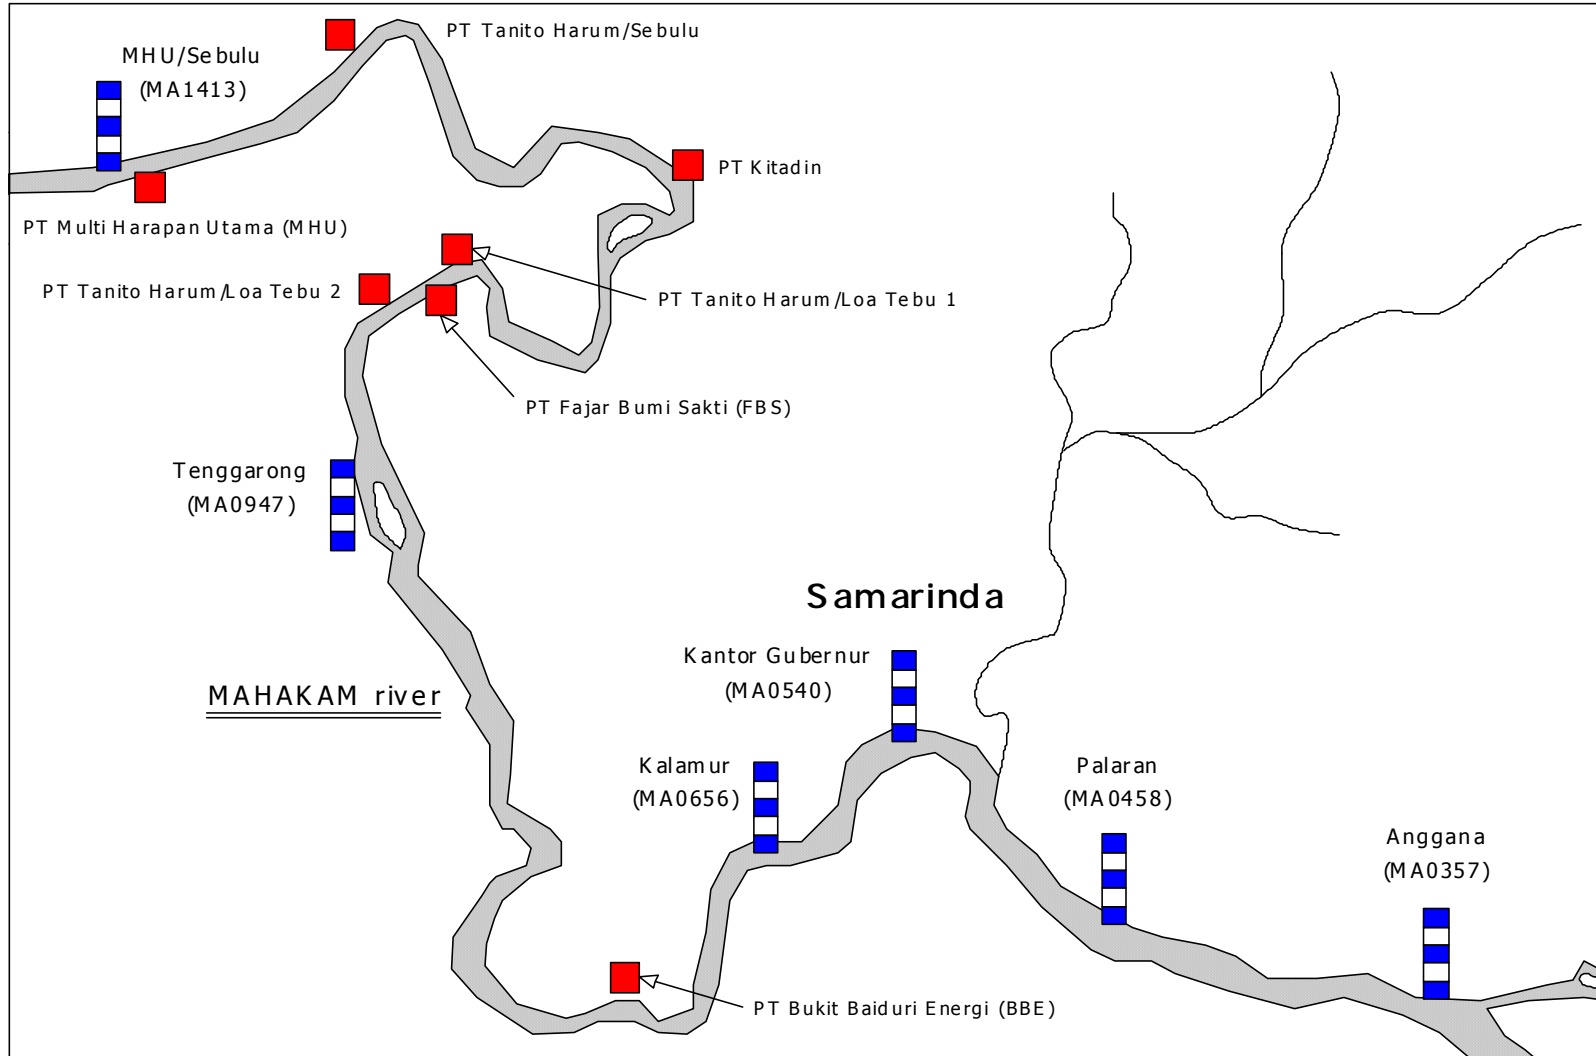 PT Tanito Harum/Sebulu
MHU/Sebulu
(MA1413)
PT Kitadin
PT Multi Harapan Utama (MHU)
PT Tanito Harum/Loa Tebu 2
PT Tanito Harum/Loa Tebu 1
PT Fajar Bumi Sakti (FBS)
Tenggarong
(MA0947)
Samarinda
Kantor Gubernur
(MA0540)
MAHAKAM river
Kalamur
(MA0656)
Palaran
(MA0458)
Anggana
(MA0357)
PT Bukit Baiduri Energi (BBE)